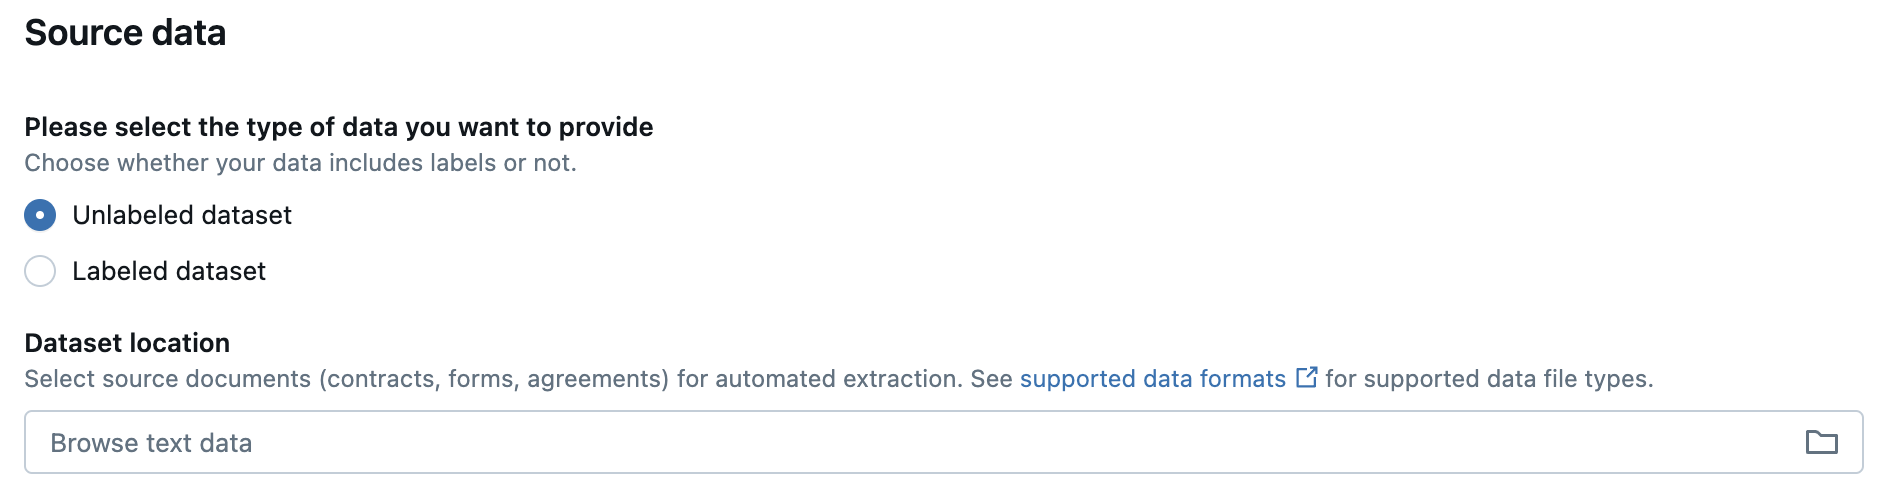 Source data
Please select the type of data you want to provide
Choose whether your data includes labels or not.
Unlabeled dataset
Labeled dataset
Dataset location
Select source documents (contracts, forms, agreements) for automated extraction. See supported data formats for supported data file types.
Browse text data